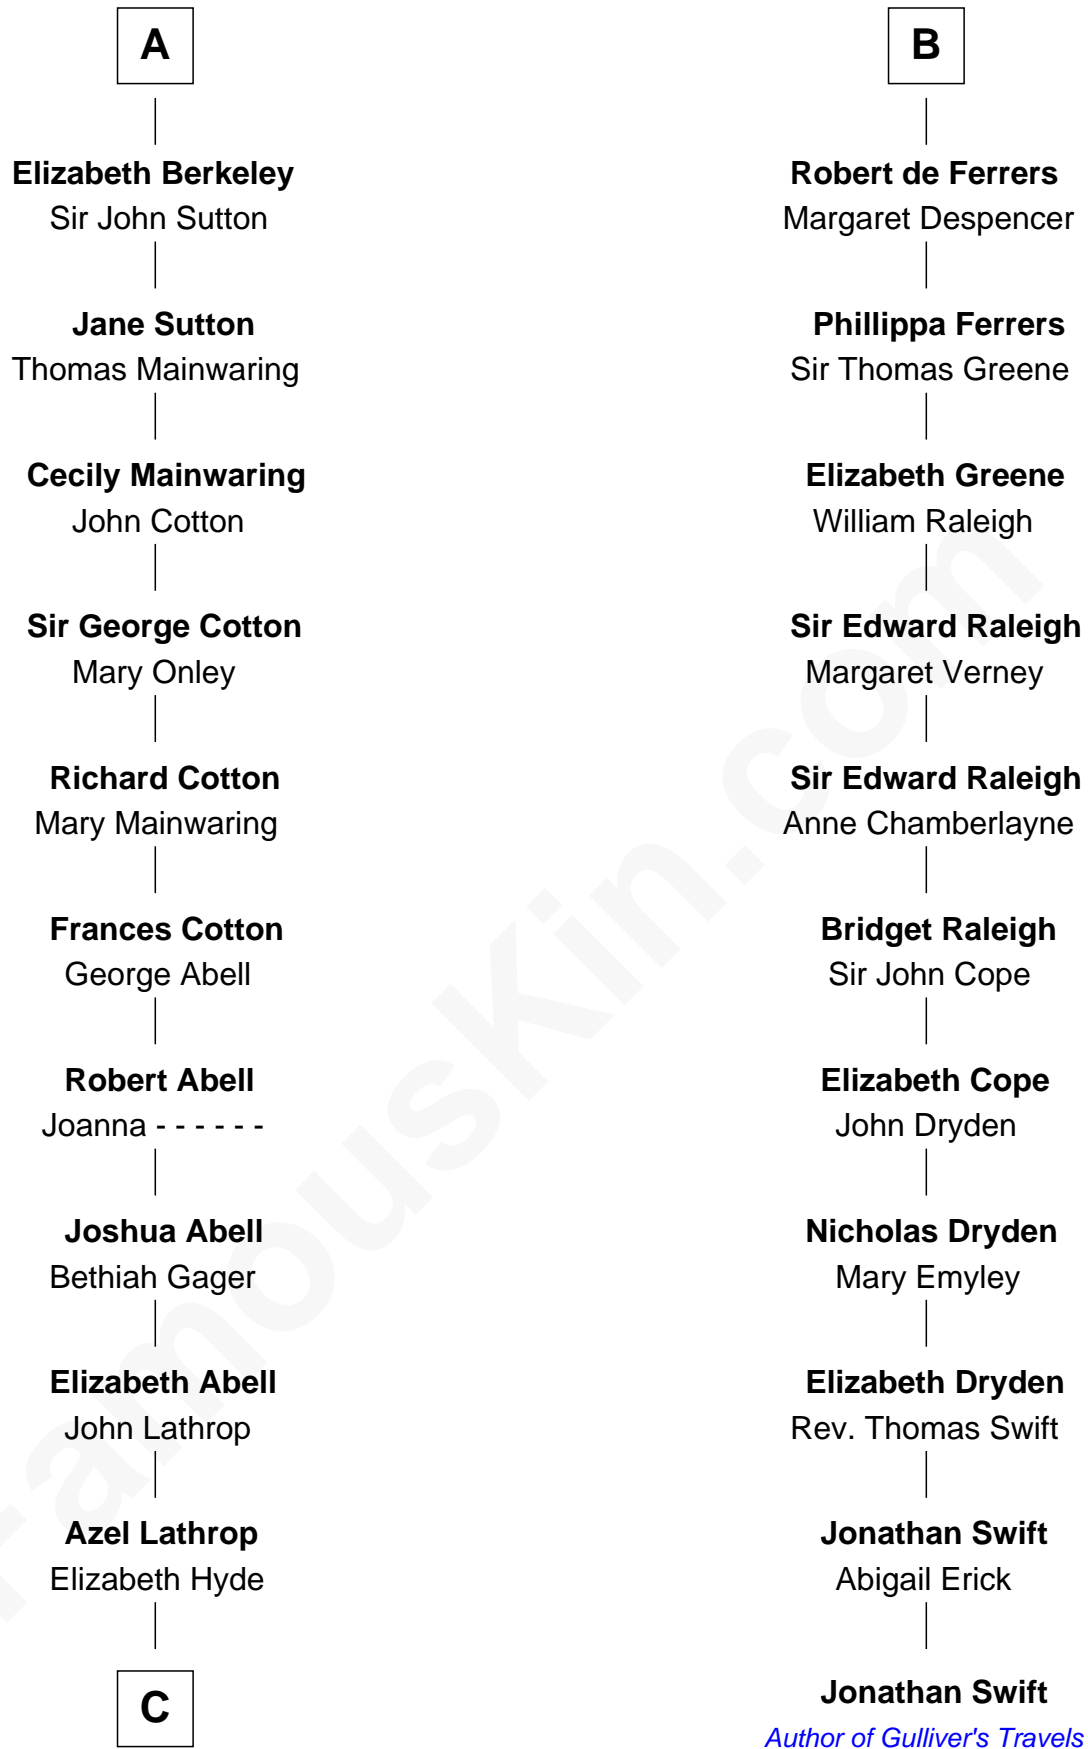 A
Elizabeth Berkeley
Sir John Sutton
Jane Sutton
Thomas Mainwaring
Cecily Mainwaring
John Cotton
Sir George Cotton
Mary Onley
Richard Cotton
Mary Mainwaring
Frances Cotton
George Abell
Robert Abell
Joanna - - - - - -
Joshua Abell
Bethiah Gager
Elizabeth Abell
John Lathrop
Azel Lathrop
Elizabeth Hyde
C
B
Robert de Ferrers
Margaret Despencer
Phillippa Ferrers
Sir Thomas Greene
Elizabeth Greene
William Raleigh
Sir Edward Raleigh
Margaret Verney
Sir Edward Raleigh
Anne Chamberlayne
Bridget Raleigh
Sir John Cope
Elizabeth Cope
John Dryden
Nicholas Dryden
Mary Emyley
Elizabeth Dryden
Rev. Thomas Swift
Jonathan Swift
Abigail Erick
Jonathan Swift
Author of Gulliver's Travels
FamousKin.com